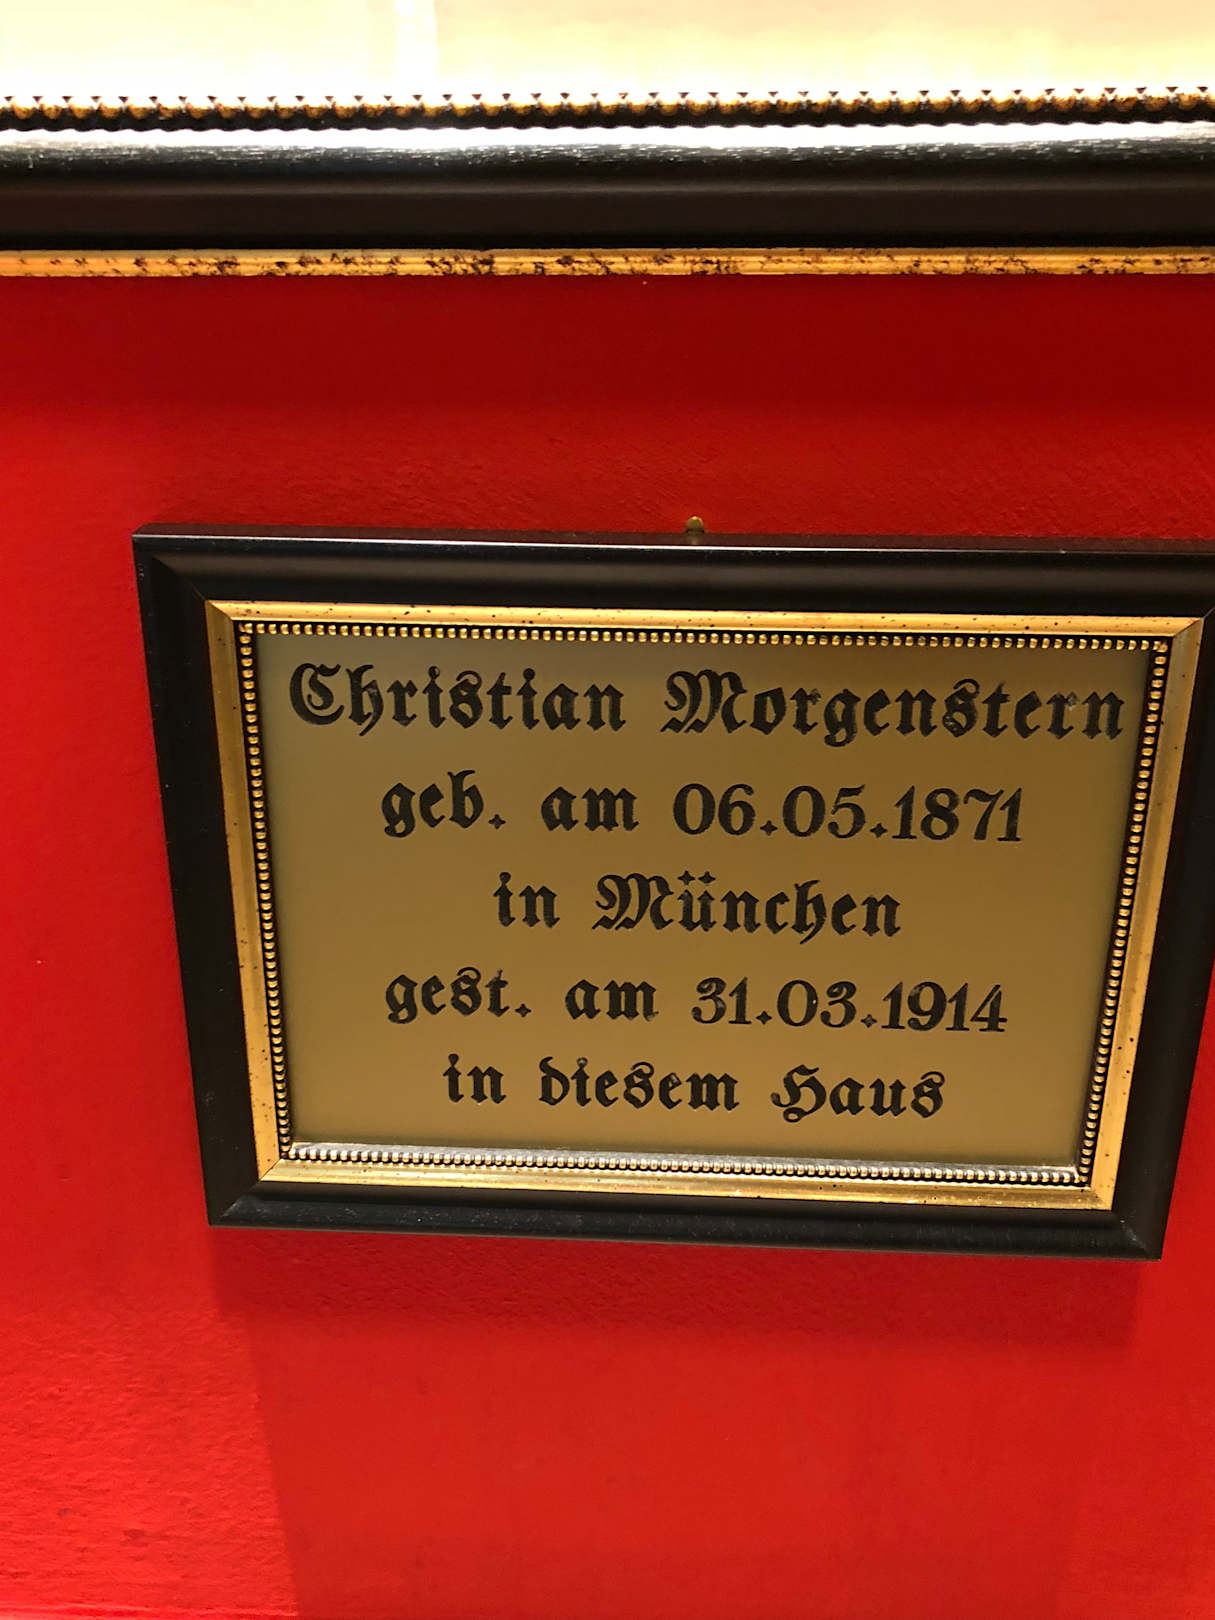 Christian Morgenstern
geb. am 06.05.1871
in München
gest. am 31.03.1914
in diesem Haus